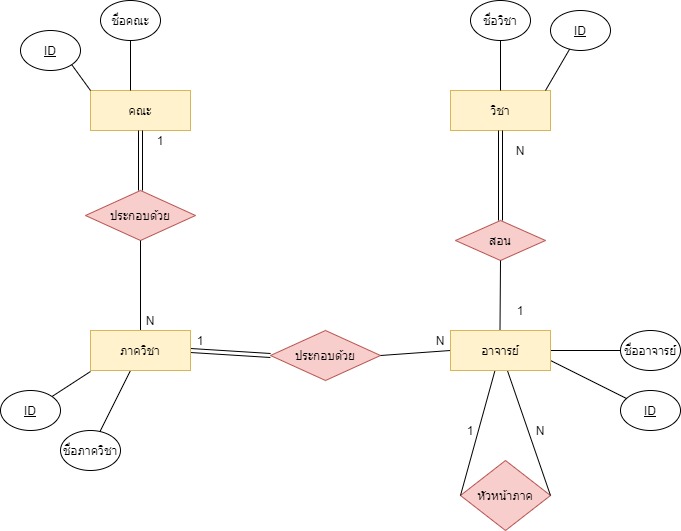 ชื่อคณะ
ชื่อวิชา
ID
ID
คณะ
วิชา
1
N
ประกอบด้วย
สอน
N
1
ภาควิชา
1
ประกอบด้วย
N
อาจารย์
ชื่ออาจารย์
ID
ID
ชื่อภาควิชา
1
N
หัวหน้าภาค